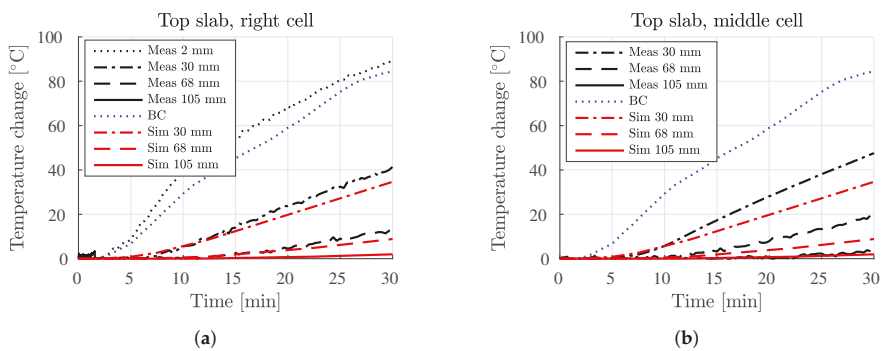 Top slab, right cell
Temperature change [°C]
100
80
60
40
20
0
Meas 2 mm
Meas 30 mm
Meas 68 mm
Meas 105 mm
BC
Sim 30 mm
Sim 68 mm
Sim 105 mm
0 5 10 15 20 25 30
Time [min]
(a)
Top slab, middle cell
Temperature change [°C]
100
80
60
40
20
0
Meas 30 mm
Meas 68 mm
Meas 105 mm
BC
Sim 30 mm
Sim 68 mm
Sim 105 mm
0 5 10 15 20 25 30
Time [min]
(b)